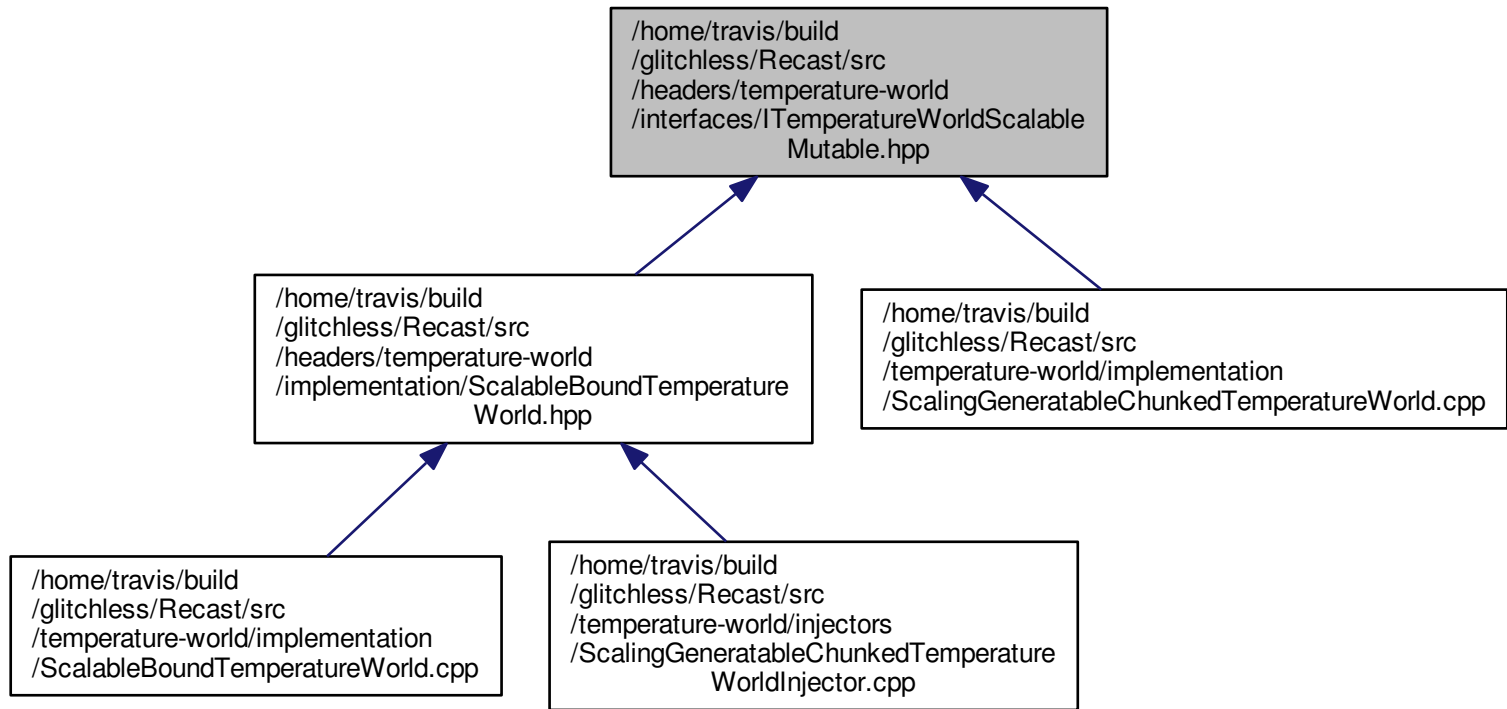 /home/travis/build
/glitchless/Recast/src
/headers/temperature-world
/interfaces/ITemperatureWorldScalable
Mutable.hpp
/home/travis/build
/glitchless/Recast/src
/headers/temperature-world
/implementation/ScalableBoundTemperature
World.hpp
/home/travis/build
/glitchless/Recast/src
/temperature-world/implementation
/ScalingGeneratableChunkedTemperatureWorld.cpp
/home/travis/build
/glitchless/Recast/src
/temperature-world/implementation
/ScalableBoundTemperatureWorld.cpp
/home/travis/build
/glitchless/Recast/src
/temperature-world/injectors
/ScalingGeneratableChunkedTemperature
WorldInjector.cpp